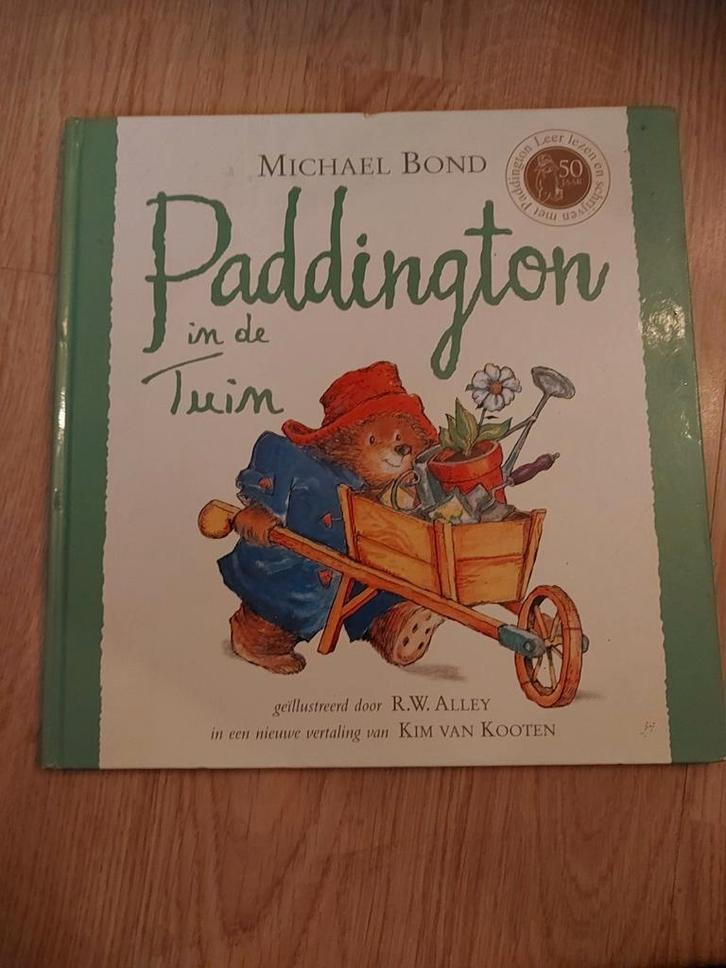 MICHAEL BOND
Leer lezen en schrijven met Paddington
50
JAAR
Paddington
in de
Tuin
geïllustreerd door R.W. ALLEY
in een nieuwe vertaling van KIM VAN KOOTEN